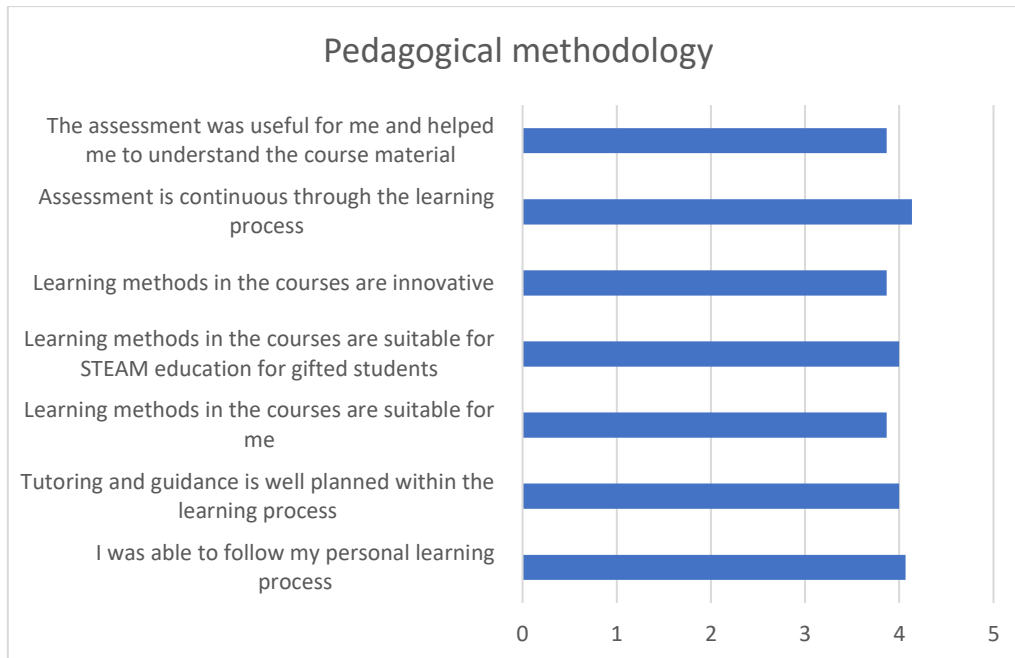 Pedagogical methodology
The assessment was useful for me and helped
me to understand the course material
Assessment is continuous through the learning
process
Learning methods in the courses are innovative
Learning methods in the courses are suitable for
STEAM education for gifted students
Learning methods in the courses are suitable for
me
Tutoring and guidance is well planned within the
learning process
I was able to follow my personal learning
process
0 1 2 3 4 5